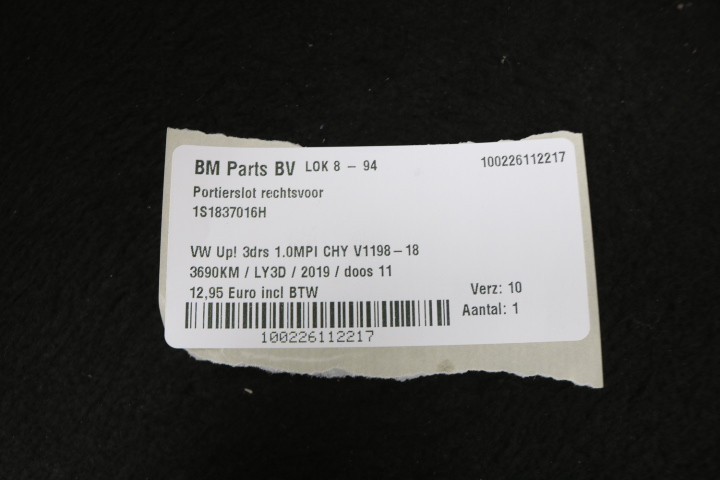 BM Parts BV LOK 8 - 94 100226112217
Portierslot rechtsvoor
1S1837016H
VW Up! 3drs 1.0MPI CHY V1198-18
3690KM / LY3D / 2019 / doos 11
12,95 Euro incl BTW Verz: 10
Aantal: 1
100226112217